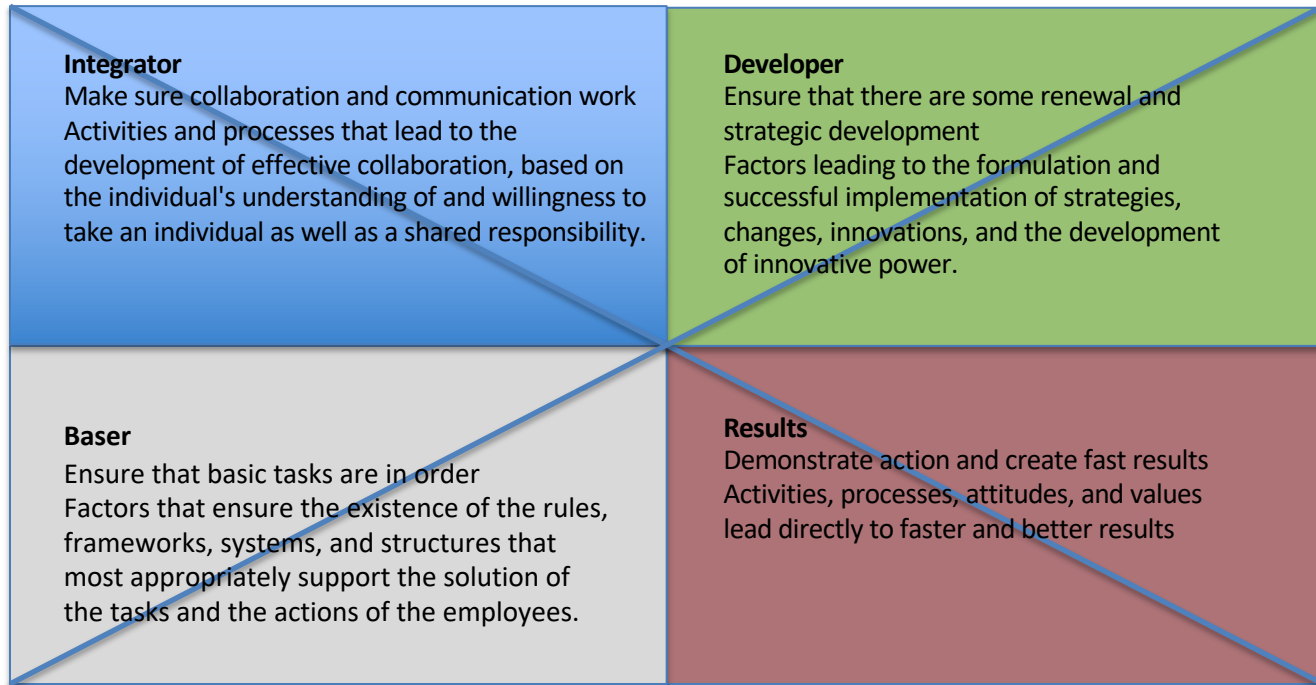 Integrator
Make sure collaboration and communication work
Activities and processes that lead to the
development of effective collaboration, based on
the individual's understanding of and willingness to
take an individual as well as a shared responsibility.
Developer
Ensure that there are some renewal and
strategic development
Factors leading to the formulation and
successful implementation of strategies,
changes, innovations, and the development
of innovative power.
Baser
Ensure that basic tasks are in order
Factors that ensure the existence of the rules,
frameworks, systems, and structures that
most appropriately support the solution of
the tasks and the actions of the employees.
Results
Demonstrate action and create fast results
Activities, processes, attitudes, and values
lead directly to faster and better results